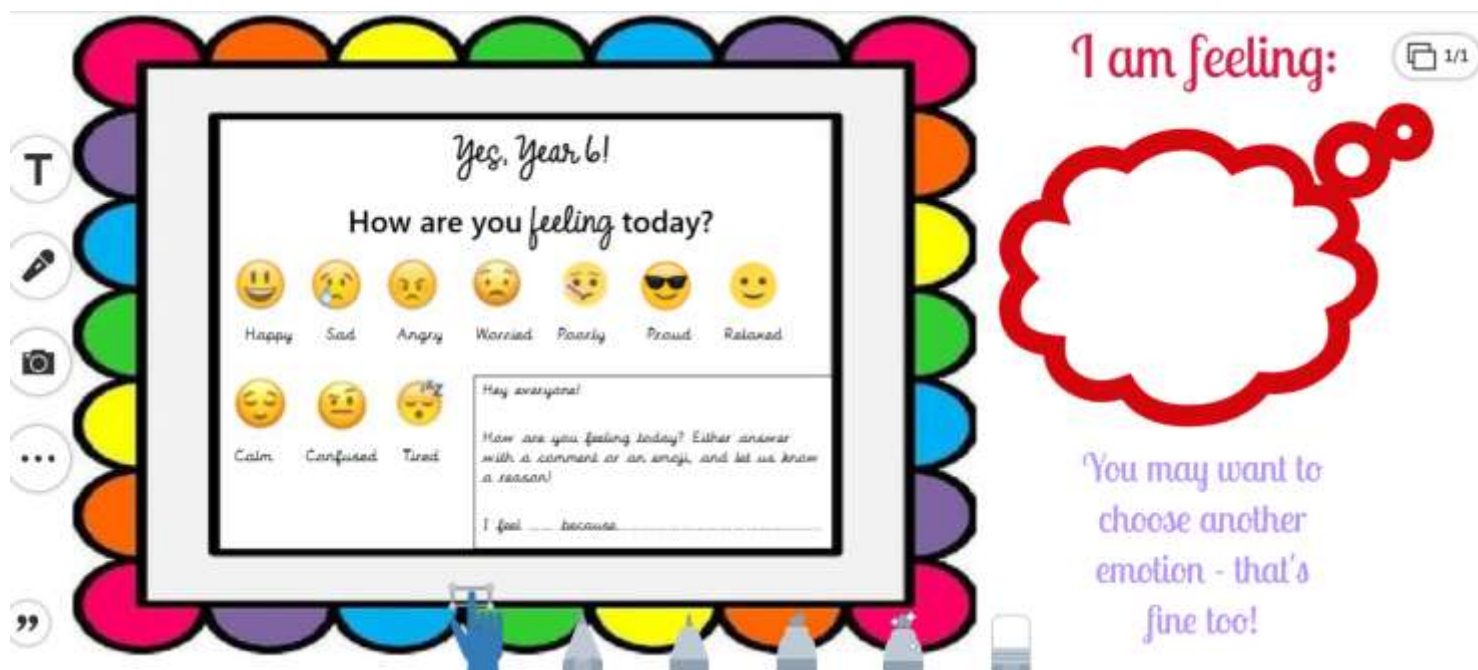 I am feeling:
1/1
T
Yes, Year 6!
How are you feeling today?
Happy Sad Angry Worried Poorly Proud Relaxed
Calm Confused Tired
Hey everyone!
How are you feeling today? Either answer
with a comment or an emoji, and let us know
a reason!
I feel ___ because..............................
You may want to
choose another
emotion - that's
fine too!